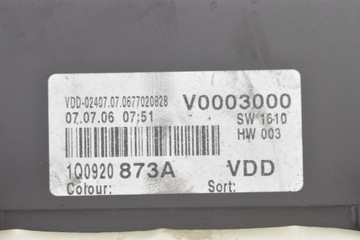 VDD-02407.07.0677020828 V0003000
07.07.06 07:51 SW 1610
HW 003
1Q0920 873A VDD
Colour: Sort: